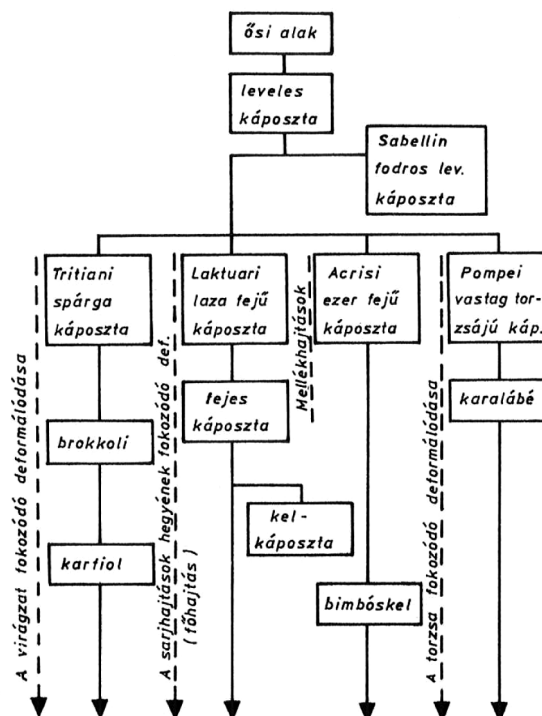 ősi alak
leveles
káposzta
Sabellin
fodros lev.
káposzta
A virágzat fokozódó deformálódása
Tritiani
spárga
káposzta
brokkoli
karfiol
A sarjhajtások hegyének fokozódó def.
(főhajtás)
Laktuari
laza fejű
káposzta
fejes
káposzta
kel-
káposzta
Mellékhajtások
Acrisi
ezer fejű
káposzta
bimbóskel
A torzsa fokozódó deformálódása
Pompei
vastag tor-
zsájú káp.
karalábé